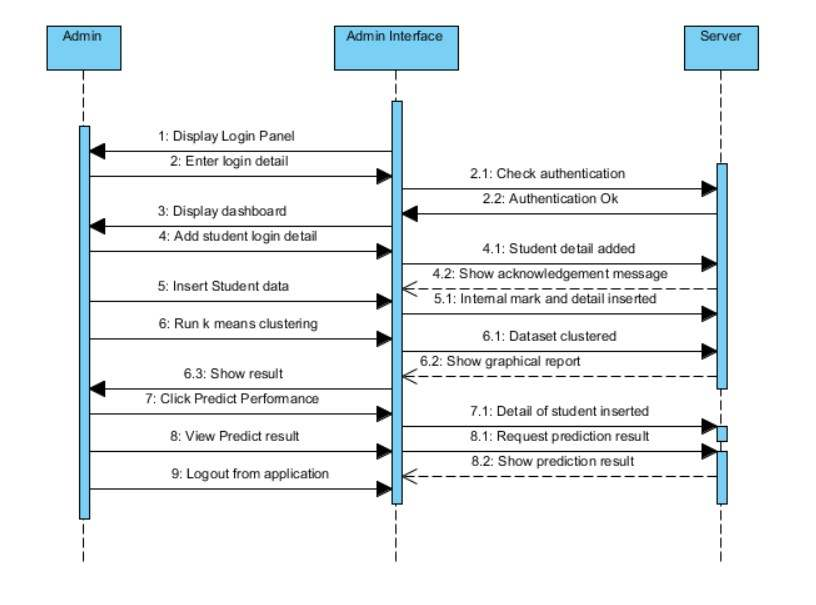 Admin
Admin Interface
Server
1: Display Login Panel
2: Enter login detail
2.1: Check authentication
2.2: Authentication Ok
3: Display dashboard
4: Add student login detail
4.1: Student detail added
4.2: Show acknowledgement message
5: Insert Student data
5.1: Internal mark and detail inserted
6: Run k means clustering
6.1: Dataset clustered
6.2: Show graphical report
6.3: Show result
7: Click Predict Performance
7.1: Detail of student inserted
8: View Predict result
8.1: Request prediction result
8.2: Show prediction result
9: Logout from application